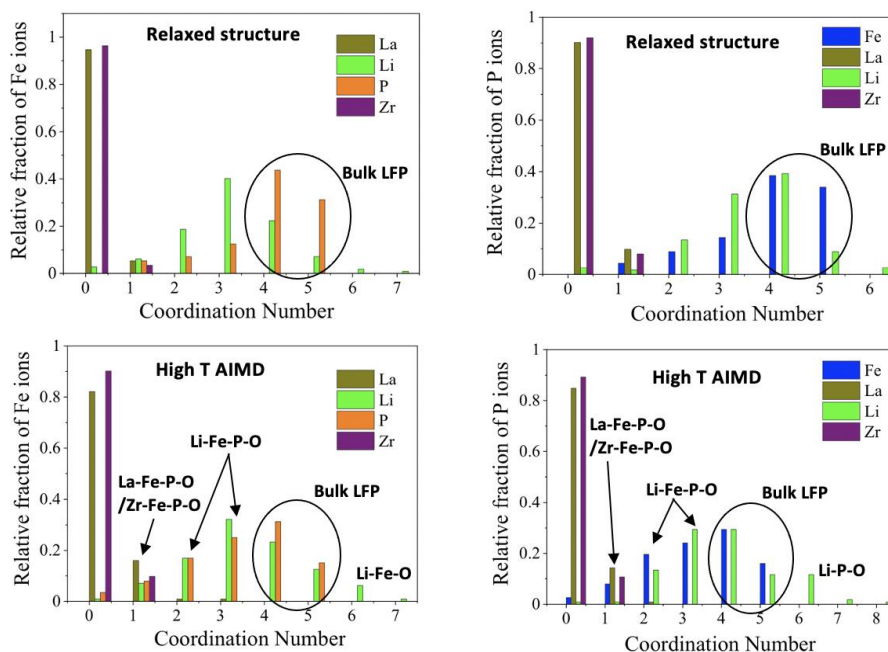 Relaxed structure
La
Li
P
Zr
Bulk LFP
Relative fraction of Fe ions
1
0.8
0.6
0.4
0.2
0
0 1 2 3 4 5 6 7
Coordination Number
Relaxed structure
Fe
La
Li
Zr
Bulk LFP
Relative fraction of P ions
1
0.8
0.6
0.4
0.2
0
0 1 2 3 4 5 6
Coordination Number
High T AIMD
La
Li
P
Zr
Li-Fe-P-O
La-Fe-P-O
/Zr-Fe-P-O
Bulk LFP
Li-Fe-O
Relative fraction of Fe ions
1
0.8
0.6
0.4
0.2
0
0 1 2 3 4 5 6 7
Coordination Number
High T AIMD
Fe
La
Li
Zr
La-Fe-P-O
/Zr-Fe-P-O
Li-Fe-P-O
Bulk LFP
Li-P-O
Relative fraction of P ions
1
0.8
0.6
0.4
0.2
0
0 1 2 3 4 5 6 7 8
Coordination Number